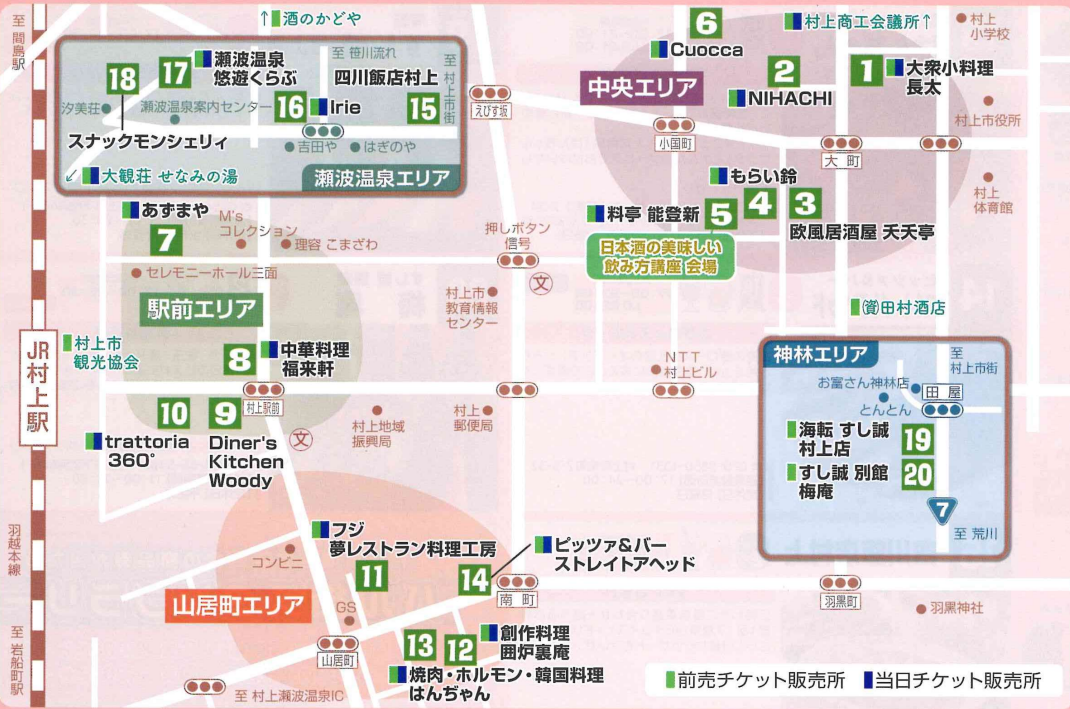 至 間島駅
↑酒のかどや
瀬波温泉
悠遊くらぶ
17
18
至 笹川流れ
四川飯店村上
至 村上市街
汐美荘
瀬波温泉案内センター
16
Irie
15
スナックモンシェリィ
吉田や
はぎのや
大観荘 せなみの湯
瀬波温泉エリア
えびす坂
6
Cuocca
村上商工会議所↑
村上
小学校
中央エリア
2
NIHACHI
1
大衆小料理
長太
村上市役所
小国町
大町
村上
体育館
もらい鈴
料亭 能登新
5
4
3
欧風居酒屋 天天亭
日本酒の美味しい
飲み方講座 会場
あずまや
7
M's
コレクション
理容 こまざわ
セレモニーホール三面
押しボタン
信号
文
村上市
教育情報
センター
駅前エリア
JR村上駅
村上市
観光協会
8
中華料理
福来軒
村上駅前
10
9
trattoria
360°
Diner's
Kitchen
Woody
文
村上地域
振興局
村上
郵便局
NTT
村上ビル
㈾田村酒店
神林エリア
至
村上市街
お富さん神林店
田屋
とんとん
海転 すし誠
村上店
19
すし誠 別館
梅庵
20
7
至 荒川
羽越本線
フジ
夢レストラン料理工房
コンビニ
11
14
ピッツァ&バー
ストレイトアヘッド
山居町エリア
GS
南町
羽黒町
羽黒神社
山居町
13
12
創作料理
囲炉裏庵
焼肉・ホルモン・韓国料理
はんぢゃん
至 岩船町駅
至 村上瀬波温泉IC
前売チケット販売所
当日チケット販売所